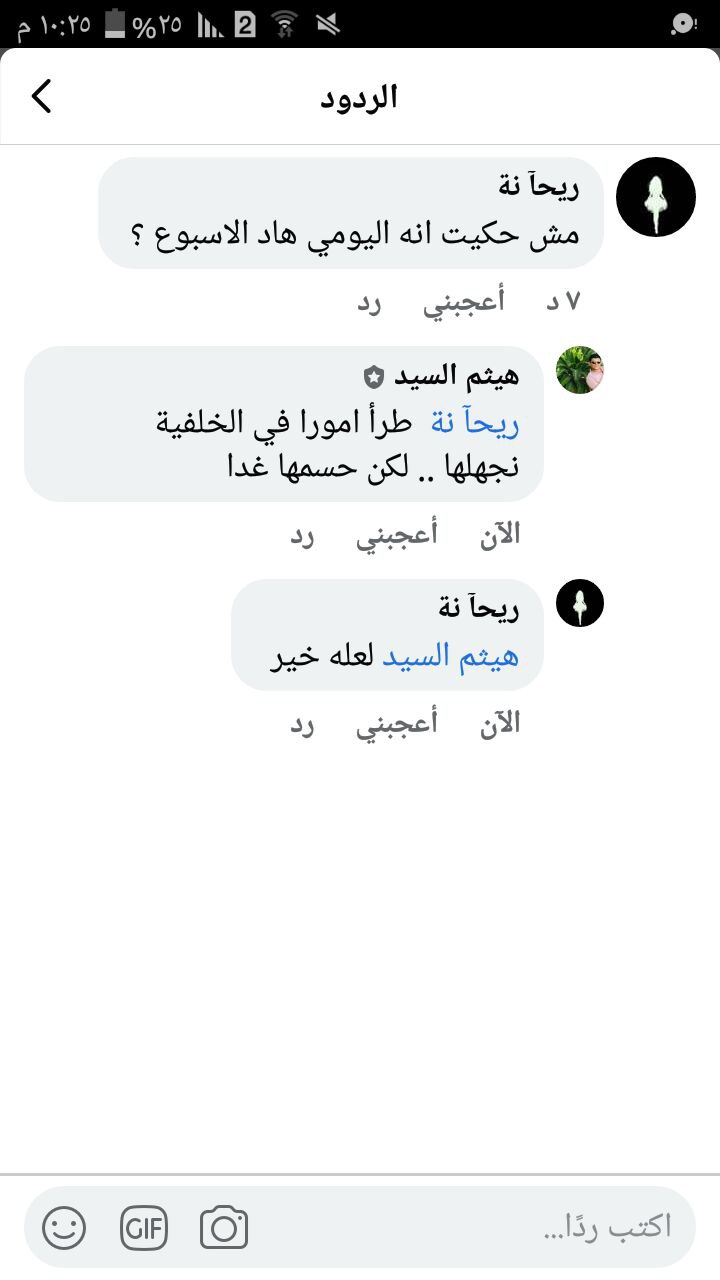 ١٠:٢٥ م %٢٥ 2
الردود
ريحآ نة
مش حكيت انه اليومي هاد الاسبوع ؟
٧ د أعجبني رد
هيثم السيد
ريحآ نة طرأ امورا في الخلفية
نجهلها .. لكن حسمها غدا
الآن أعجبني رد
ريحآ نة
هيثم السيد لعله خير
الآن أعجبني رد
اكتب ردًا...
GIF